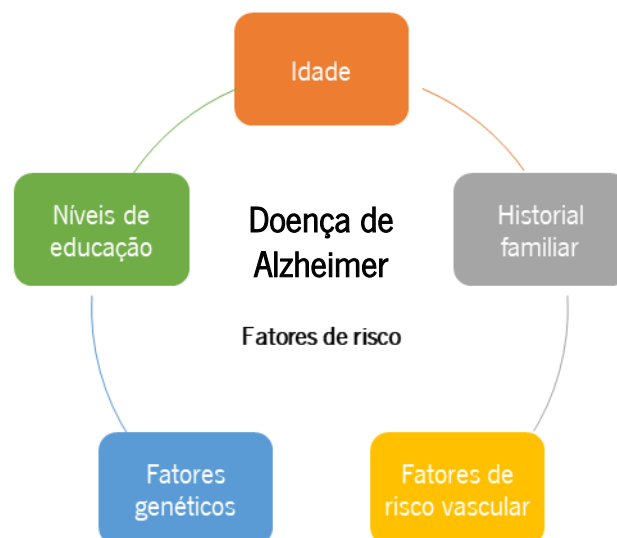 Idade
Níveis de
educação
Doença de
Alzheimer
Historial
familiar
Fatores de risco
Fatores
genéticos
Fatores de
risco vascular